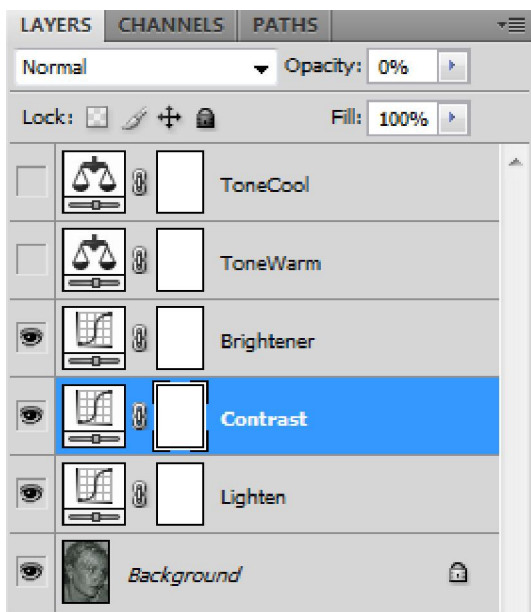 LAYERS CHANNELS PATHS
Normal Opacity: 0%
Lock: Fill: 100%
ToneCool
ToneWarm
Brightener
Contrast
Lighten
Background